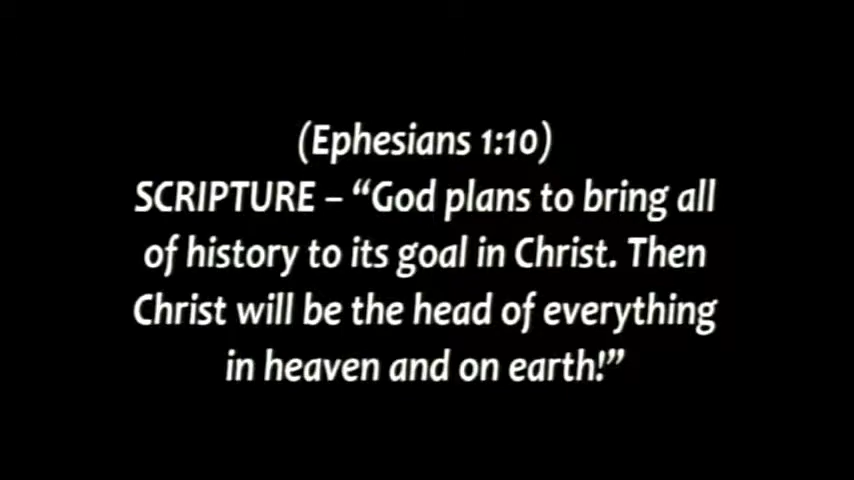 (Ephesians 1:10)
SCRIPTURE – “God plans to bring all
of history to its goal in Christ. Then
Christ will be the head of everything
in heaven and on earth!”